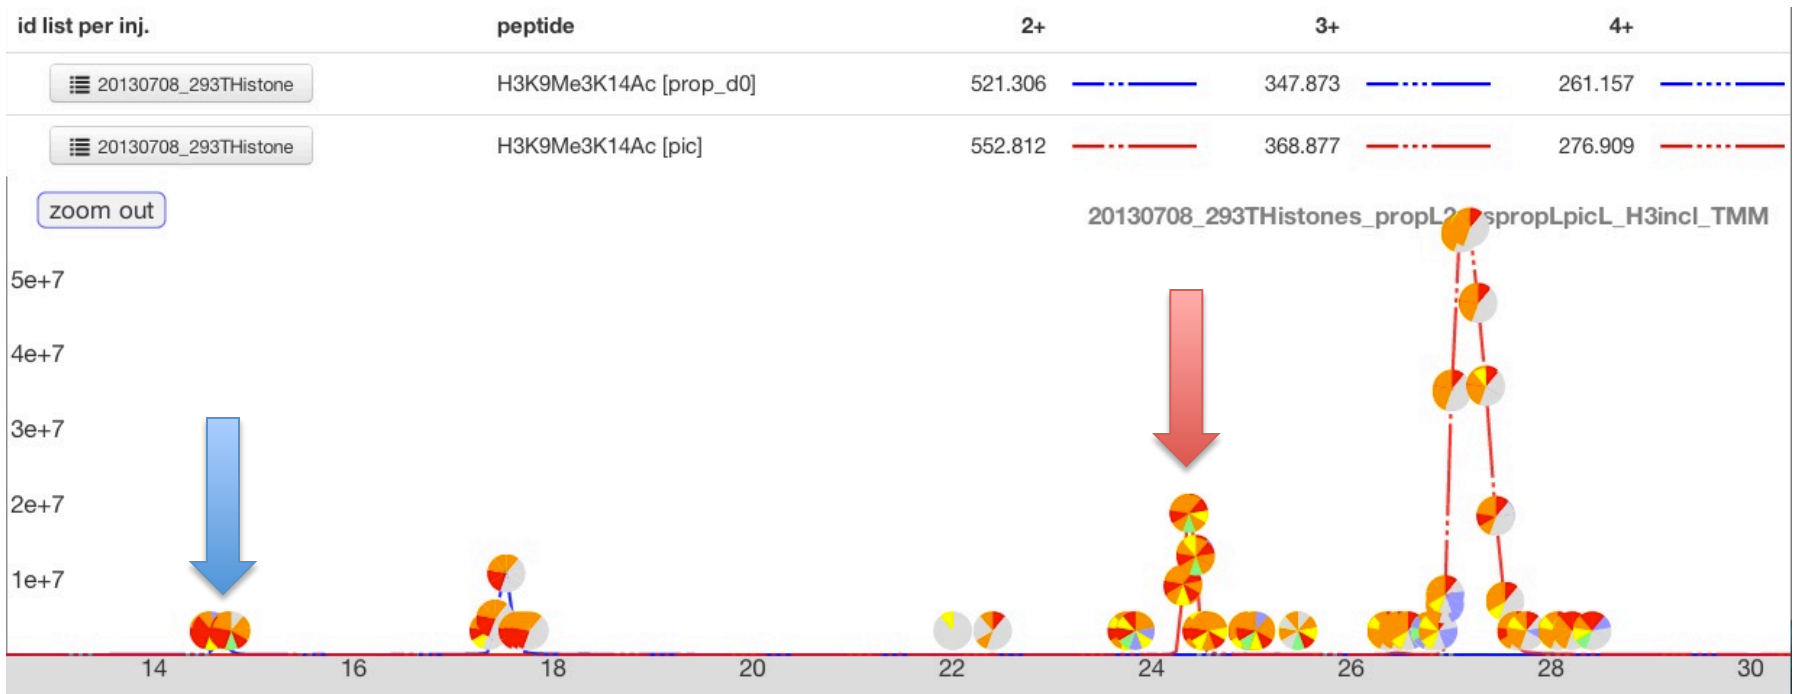 id list per inj. peptide 2+ 3+ 4+
20130708_293THistone H3K9Me3K14Ac [prop_d0] 521.306 347.873 261.157
20130708_293THistone H3K9Me3K14Ac [pic] 552.812 368.877 276.909
zoom out
20130708_293THistones_propL2 spropLpicL_H3incl_TMM
5e+7
4e+7
3e+7
2e+7
1e+7
14 16 18 20 22 24 26 28 30